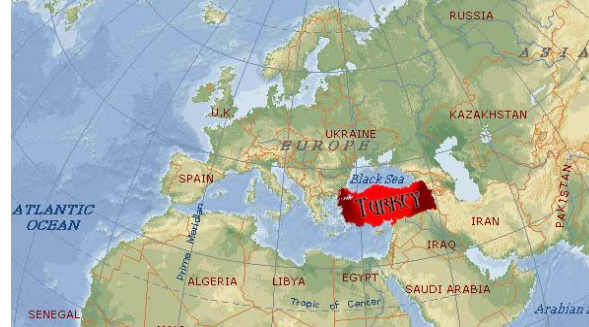 RUSSIA
ASIA
U.K.
KAZAKHSTAN
UKRAINE
EUROPE
SPAIN
Black Sea
PAKISTAN
TURKEY
ATLANTIC
OCEAN
IRAN
Prime Meridian
IRAQ
ALGERIA
LIBYA
EGYPT
SAUDI ARABIA
Tropic of Cancer
Arabian
SENEGAL